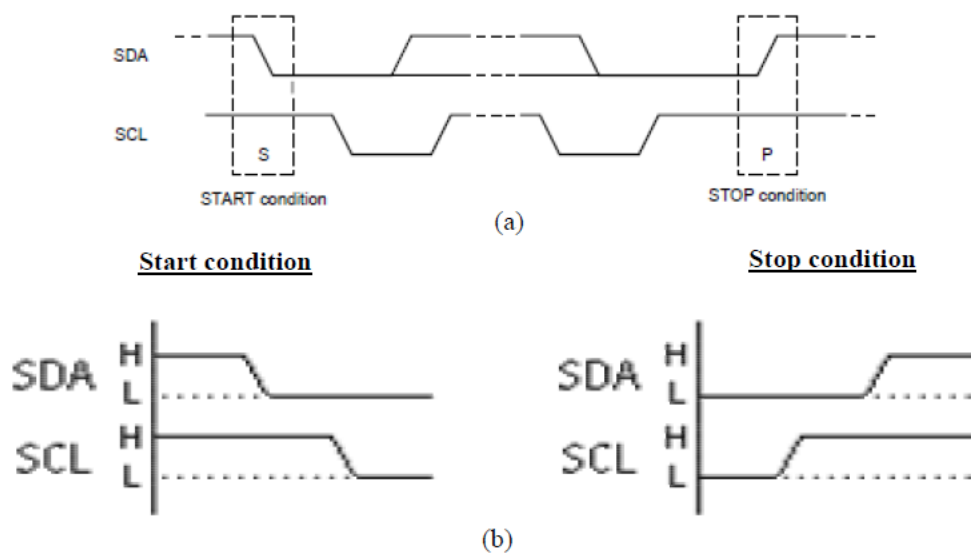 SDA
SCL
S
P
START condition
STOP condition
(a)
Start condition
Stop condition
SDA H
L
SCL H
L
SDA H
L
SCL H
L
(b)